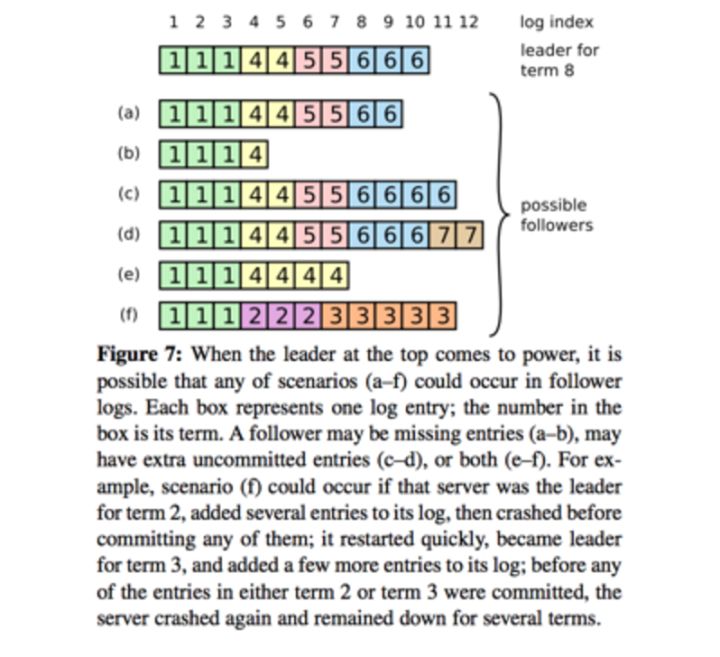 1 2 3 4 5 6 7 8 9 10 11 12 log index
1 1 1 4 4 5 5 6 6 6 leader for
term 8
(a) 1 1 1 4 4 5 5 6 6
(b) 1 1 1 4
(c) 1 1 1 4 4 5 5 6 6 6 6
(d) 1 1 1 4 4 5 5 6 6 6 7 7
possible
followers
(e) 1 1 1 4 4 4 4
(f) 1 1 1 2 2 2 3 3 3 3 3
Figure 7: When the leader at the top comes to power, it is
possible that any of scenarios (a–f) could occur in follower
logs. Each box represents one log entry; the number in the
box is its term. A follower may be missing entries (a–b), may
have extra uncommitted entries (c–d), or both (e–f). For ex-
ample, scenario (f) could occur if that server was the leader
for term 2, added several entries to its log, then crashed before
committing any of them; it restarted quickly, became leader
for term 3, and added a few more entries to its log; before any
of the entries in either term 2 or term 3 were committed, the
server crashed again and remained down for several terms.